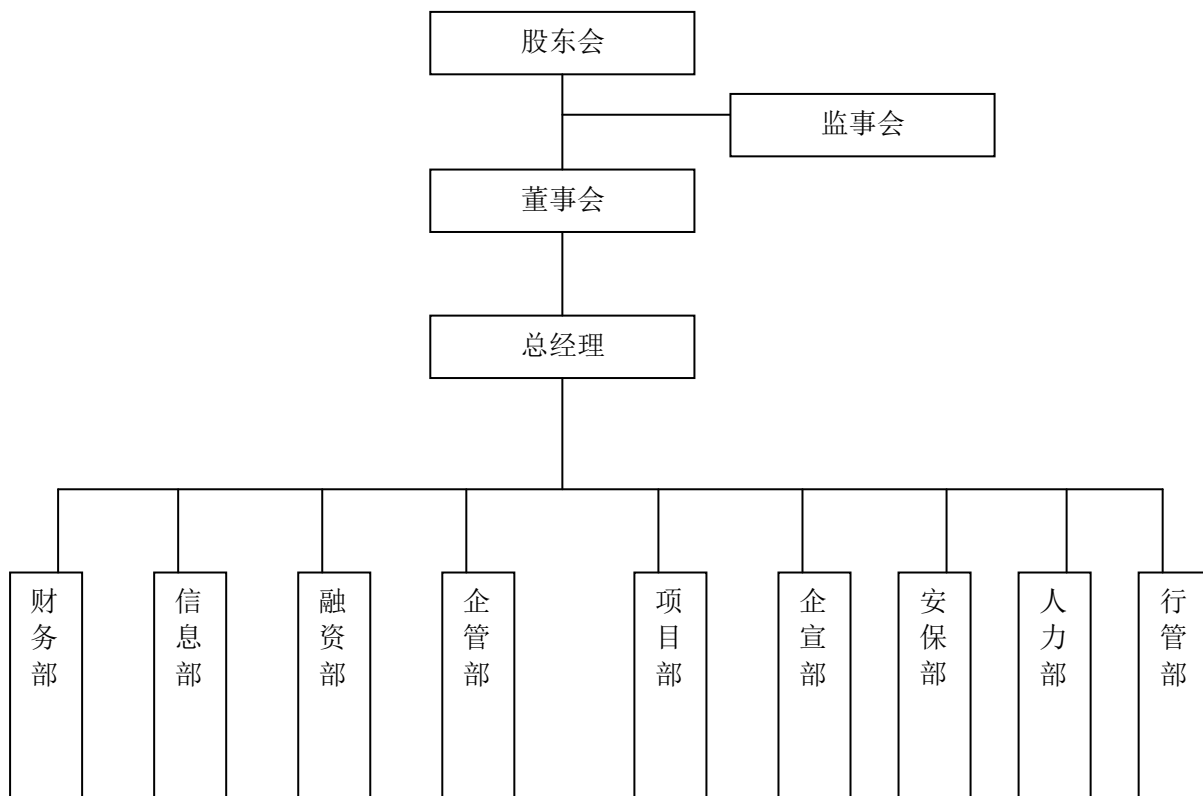 股东会
监事会
董事会
总经理
财务部
信息部
融资部
企管部
项目部
企宣部
安保部
人力部
行管部